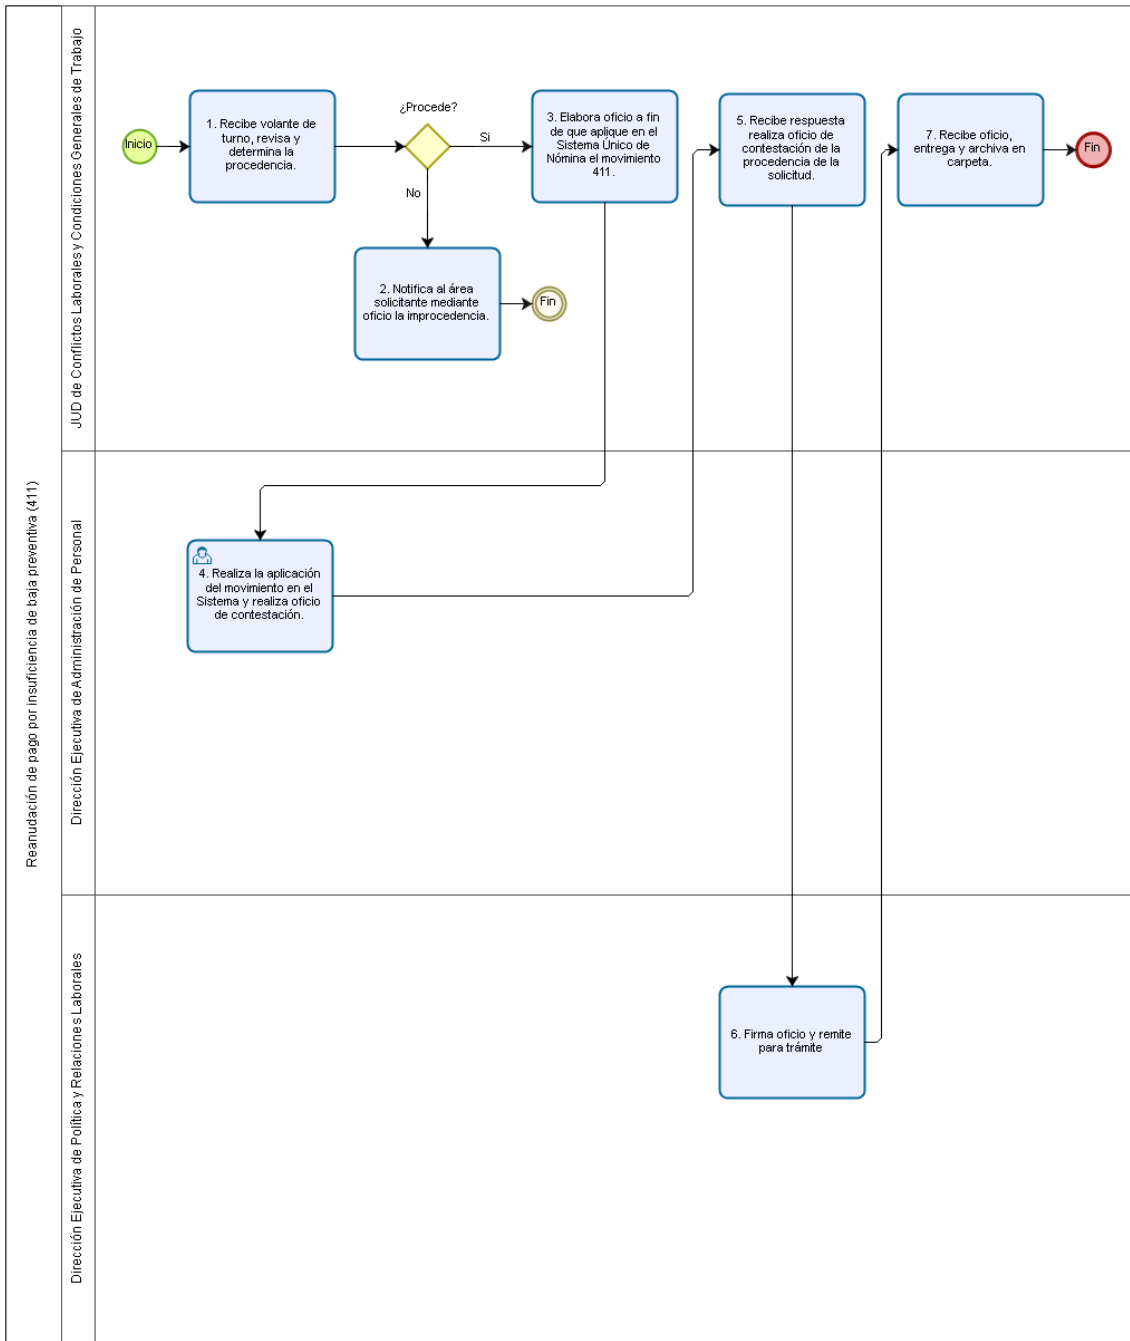 Reanudación de pago por insuficiencia de baja preventiva (411)
JUD de Conflictos Laborales y Condiciones Generales de Trabajo
Inicio
1. Recibe volante de
turno, revisa y
determina la
procedencia.
¿Procede?
Si
No
2. Notifica al área
solicitante mediante
oficio la improcedencia.
Fin
3. Elabora oficio a fin
de que aplique en el
Sistema Único de
Nómina el movimiento
411.
5. Recibe respuesta
realiza oficio de
contestación de la
procedencia de la
solicitud.
7. Recibe oficio,
entrega y archiva en
carpeta.
Fin
Dirección Ejecutiva de Administración de Personal
4. Realiza la aplicación
del movimiento en el
Sistema y realiza oficio
de contestación.
Dirección Ejecutiva de Política y Relaciones Laborales
6. Firma oficio y remite
para trámite